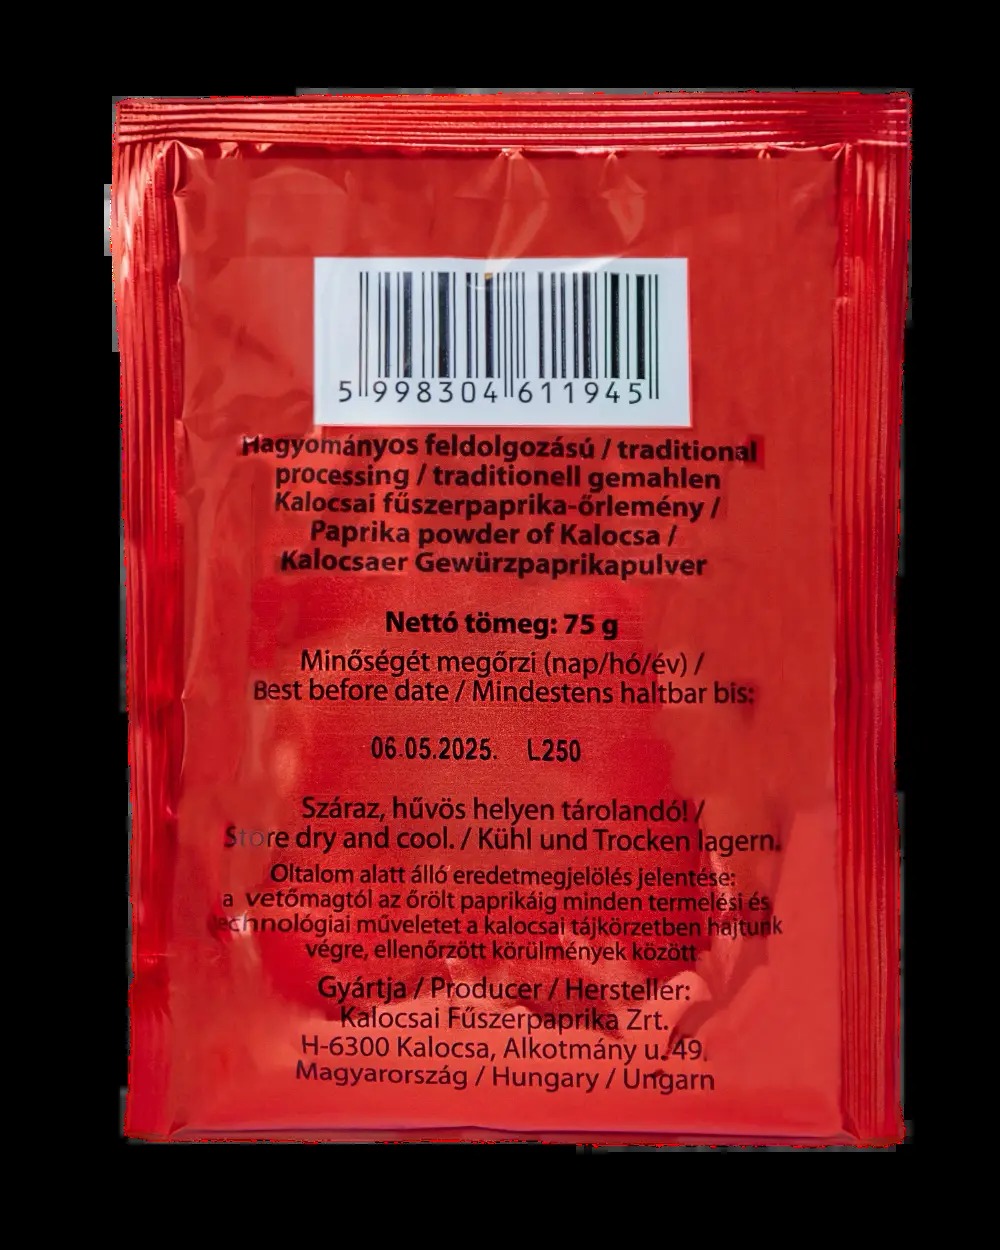 5 998304 611945
Hagyományos feldolgozású / traditional
processing / traditionell gemahlen
Kalocsai fűszerpaprika-őrlemény /
Paprika powder of Kalocsa /
Kalocsaer Gewürzpaprikapulver
Nettó tömeg: 75 g
Minőségét megőrzi (nap/hó/év) /
Best before date / Mindestens haltbar bis:
06.05.2025. L250
Száraz, hűvös helyen tárolandó! /
Store dry and cool. / Kühl und Trocken lagern.
Oltalom alatt álló eredetmegjelölés jelentése:
a vetőmagtól az őrölt paprikáig minden termelési és
technológiai műveletet a kalocsai tájkörzetben hajtunk
végre, ellenőrzött körülmények között.
Gyártja / Producer / Hersteller:
Kalocsai Fűszerpaprika Zrt.
H-6300 Kalocsa, Alkotmány u. 49.
Magyarország / Hungary / Ungarn